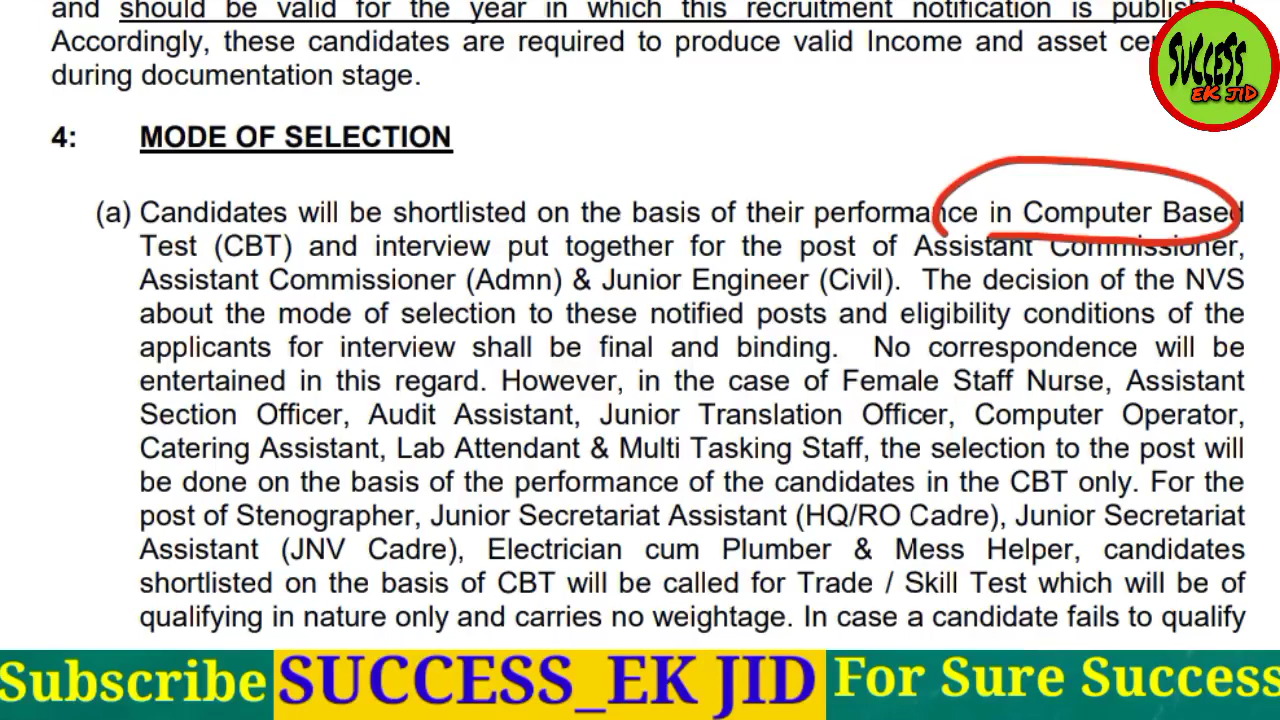 and should be valid for the year in which this recruitment notification is
Accordingly, these candidates are required to produce valid Income and asset
during documentation stage.
SUCCESS
EK JID
4: MODE OF SELECTION
(a) Candidates will be shortlisted on the basis of their performance in Computer Based
Test (CBT) and interview put together for the post of Assistant Commissioner,
Assistant Commissioner (Admn) & Junior Engineer (Civil). The decision of the NVS
about the mode of selection to these notified posts and eligibility conditions of the
applicants for interview shall be final and binding. No correspondence will be
entertained in this regard. However, in the case of Female Staff Nurse, Assistant
Section Officer, Audit Assistant, Junior Translation Officer, Computer Operator,
Catering Assistant, Lab Attendant & Multi Tasking Staff, the selection to the post will
be done on the basis of the performance of the candidates in the CBT only. For the
post of Stenographer, Junior Secretariat Assistant (HQ/RO Cadre), Junior Secretariat
Assistant (JNV Cadre), Electrician cum Plumber & Mess Helper, candidates
shortlisted on the basis of CBT will be called for Trade / Skill Test which will be of
qualifying in nature only and carries no weightage. In case a candidate fails to qualify
Subscribe SUCCESS_EK JID For Sure Success